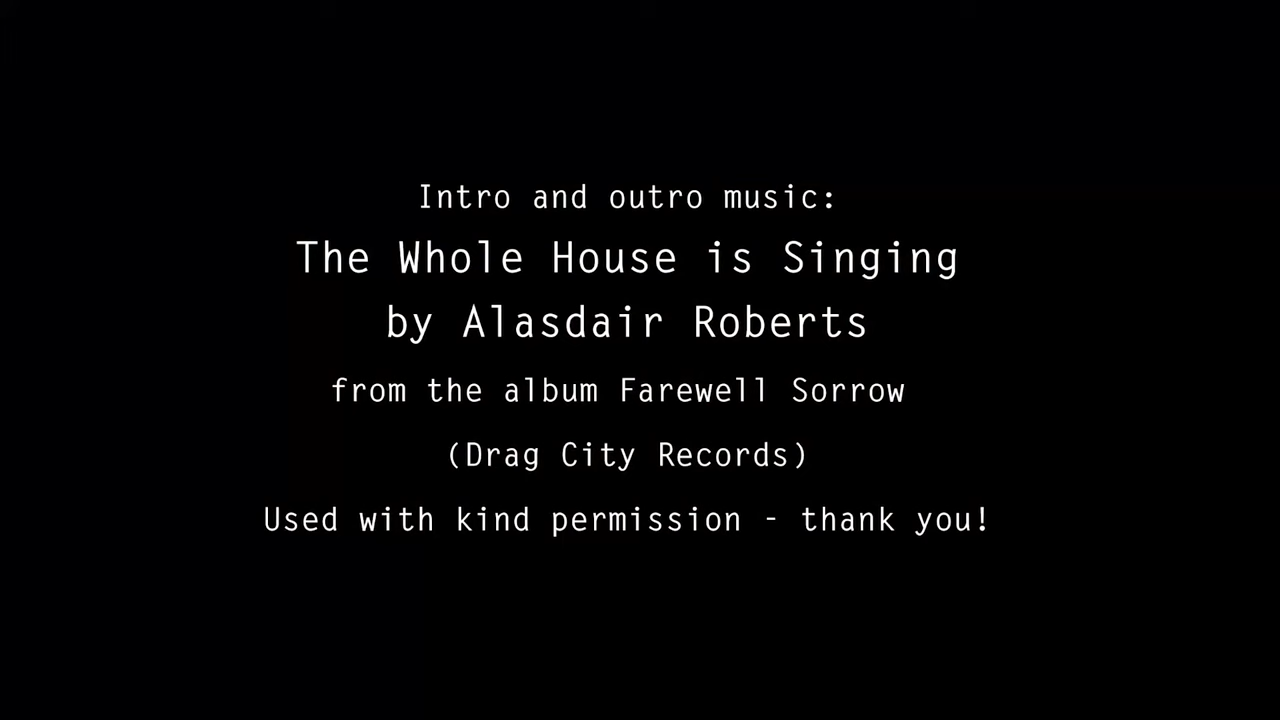 Intro and outro music:
The Whole House is Singing
by Alasdair Roberts
from the album Farewell Sorrow
(Drag City Records)
Used with kind permission - thank you!